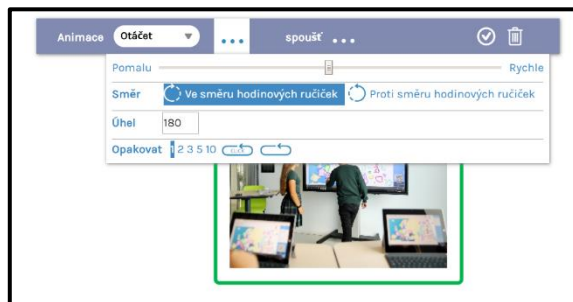 Animace Otáčet ... spoušť ...
Pomalu Rychle
Směr Ve směru hodinových ručiček Proti směru hodinových ručiček
Úhel 180
Opakovat 1 2 3 5 10